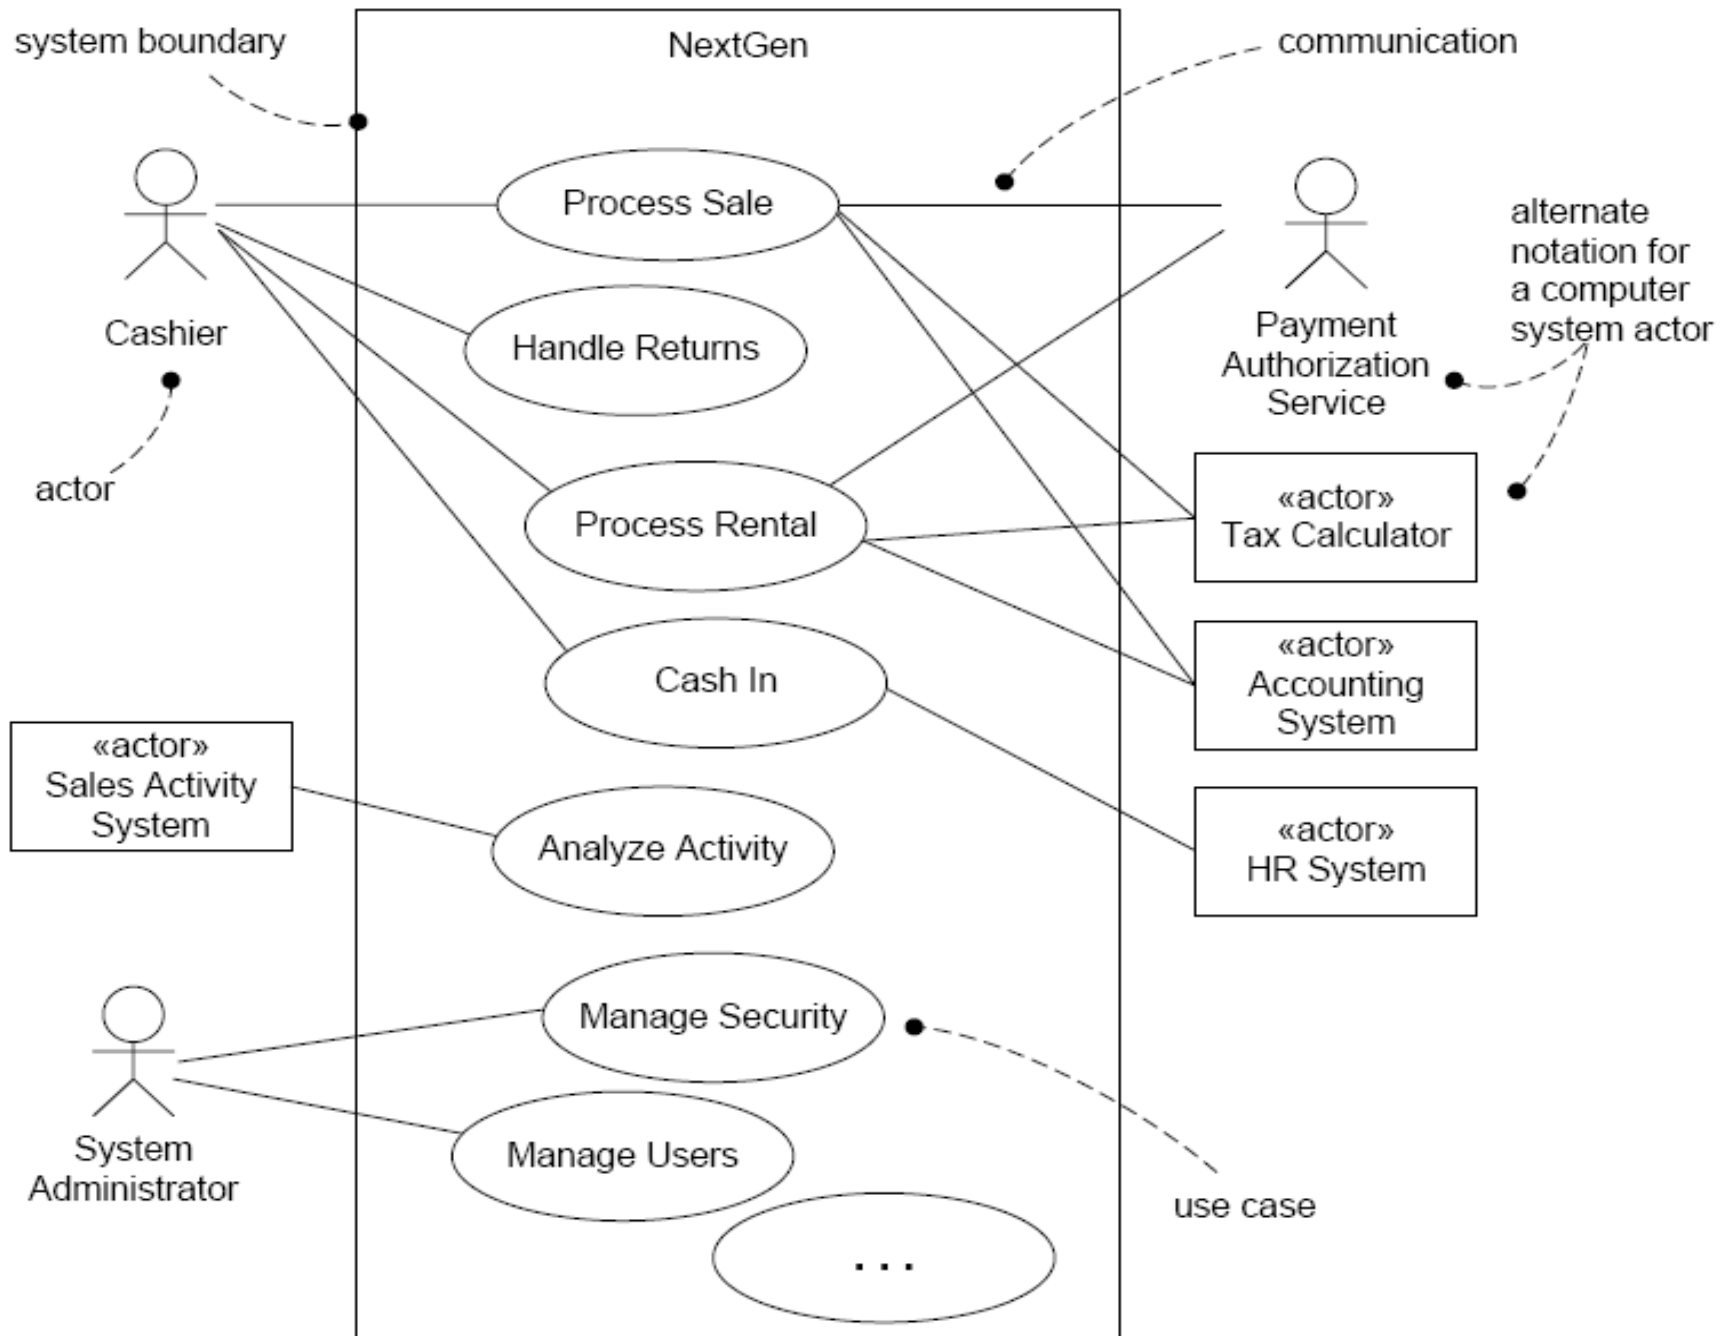 system boundary
NextGen
communication
Process Sale
alternate
notation for
a computer
system actor
Cashier
Handle Returns
Payment
Authorization
Service
actor
Process Rental
«actor»
Tax Calculator
Cash In
«actor»
Accounting
System
«actor»
Sales Activity
System
Analyze Activity
«actor»
HR System
Manage Security
System
Administrator
Manage Users
use case
...